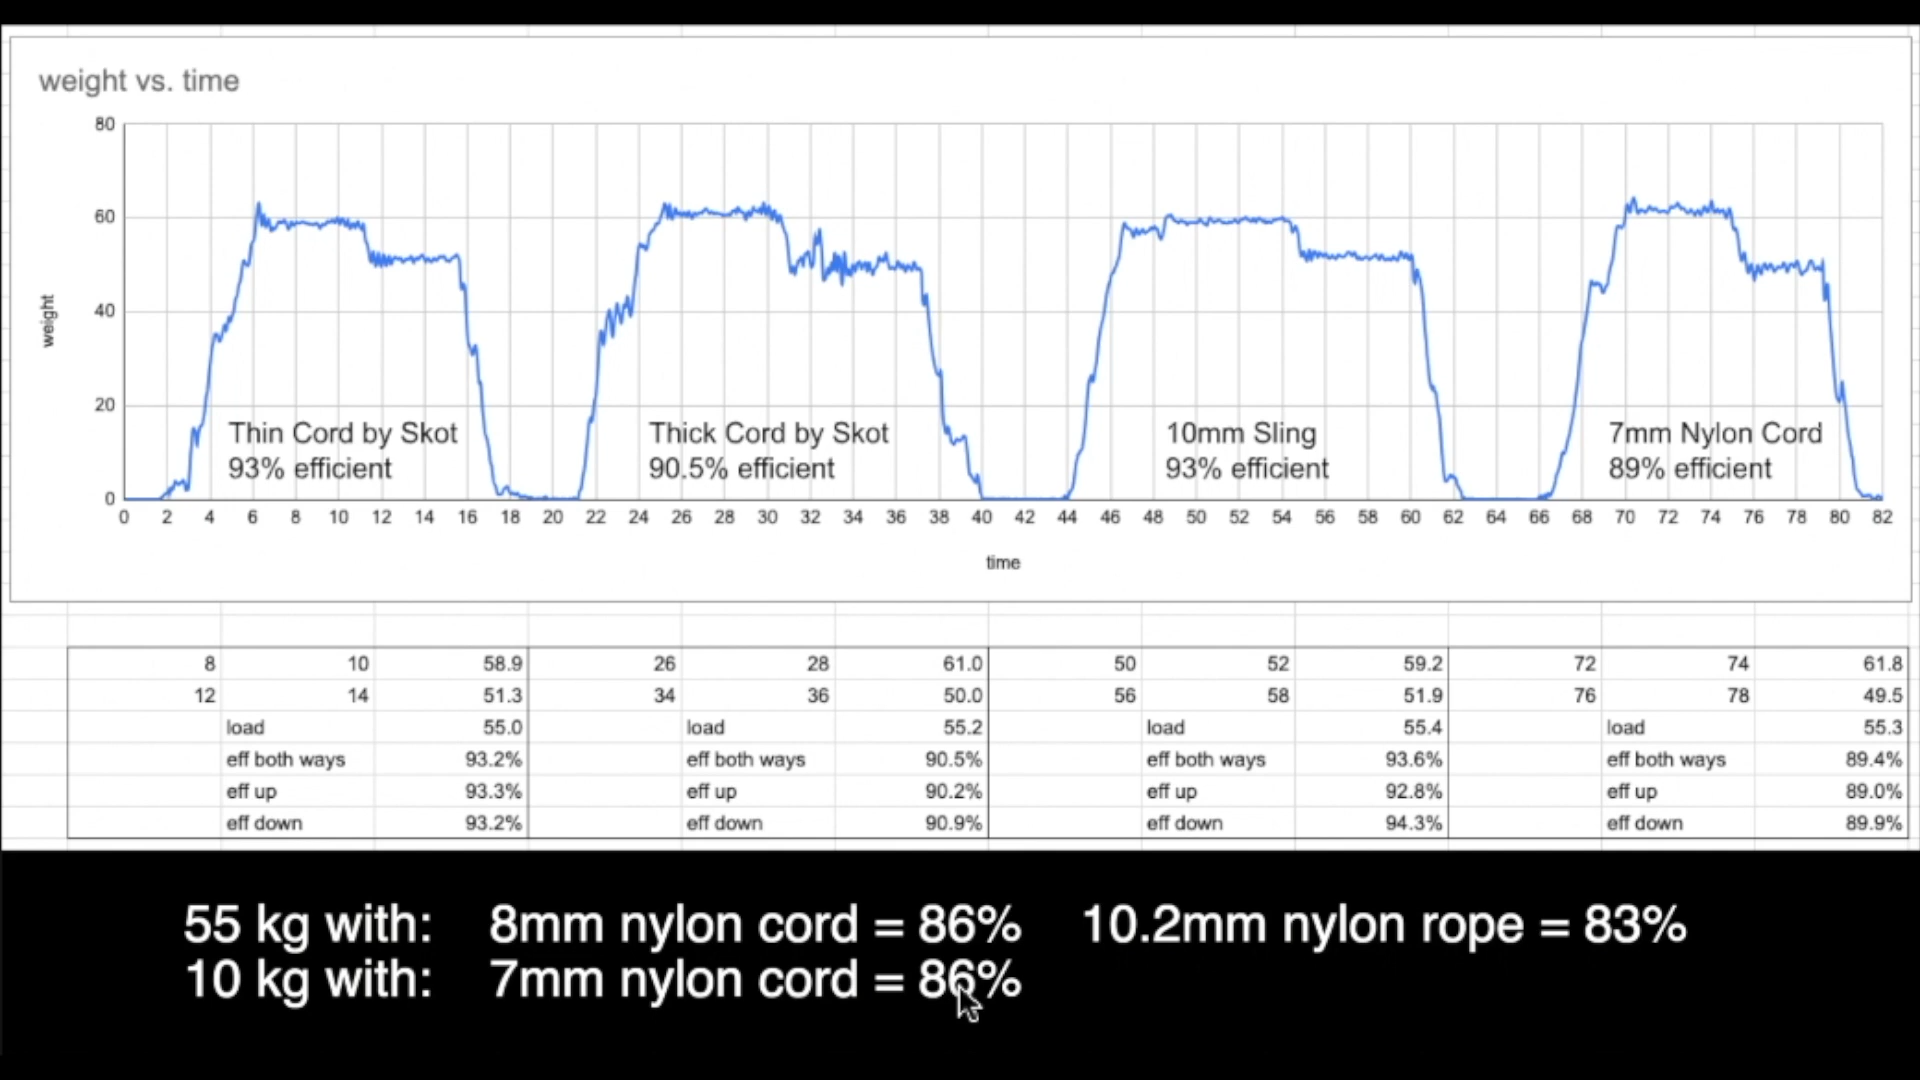 weight vs. time
80
60
40
20
0
weight
Thin Cord by Skot
93% efficient
Thick Cord by Skot
90.5% efficient
10mm Sling
93% efficient
7mm Nylon Cord
89% efficient
0 2 4 6 8 10 12 14 16 18 20 22 24 26 28 30 32 34 36 38 40 42 44 46 48 50 52 54 56 58 60 62 64 66 68 70 72 74 76 78 80 82
time
8 10 58.9 26 28 61.0 50 52 59.2 72 74 61.8
12 14 51.3 34 36 50.0 56 58 51.9 76 78 49.5
load 55.0 load 55.2 load 55.4 load 55.3
eff both ways 93.2% eff both ways 90.5% eff both ways 93.6% eff both ways 89.4%
eff up 93.3% eff up 90.2% eff up 92.8% eff up 89.0%
eff down 93.2% eff down 90.9% eff down 94.3% eff down 89.9%
55 kg with: 8mm nylon cord = 86% 10.2mm nylon rope = 83%
10 kg with: 7mm nylon cord = 86%